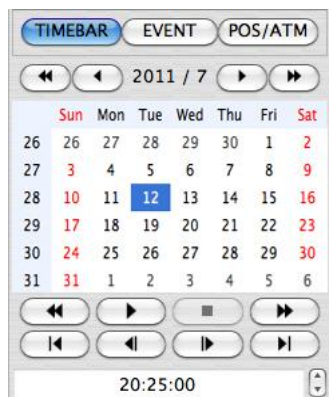 TIMEBAR EVENT POS/ATM
2011 / 7
Sun Mon Tue Wed Thu Fri Sat
26 26 27 28 29 30 1 2
27 3 4 5 6 7 8 9
28 10 11 12 13 14 15 16
29 17 18 19 20 21 22 23
30 24 25 26 27 28 29 30
31 31 1 2 3 4 5 6
20:25:00